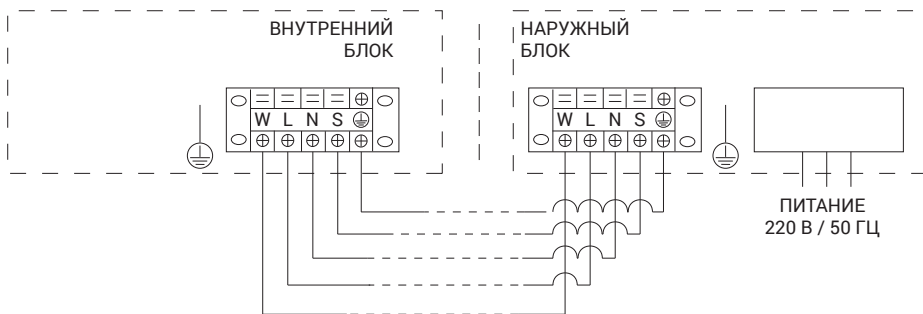 ВНУТРЕННИЙ
БЛОК
НАРУЖНЫЙ
БЛОК
W L N S
W L N S
ПИТАНИЕ
220 В / 50 ГЦ